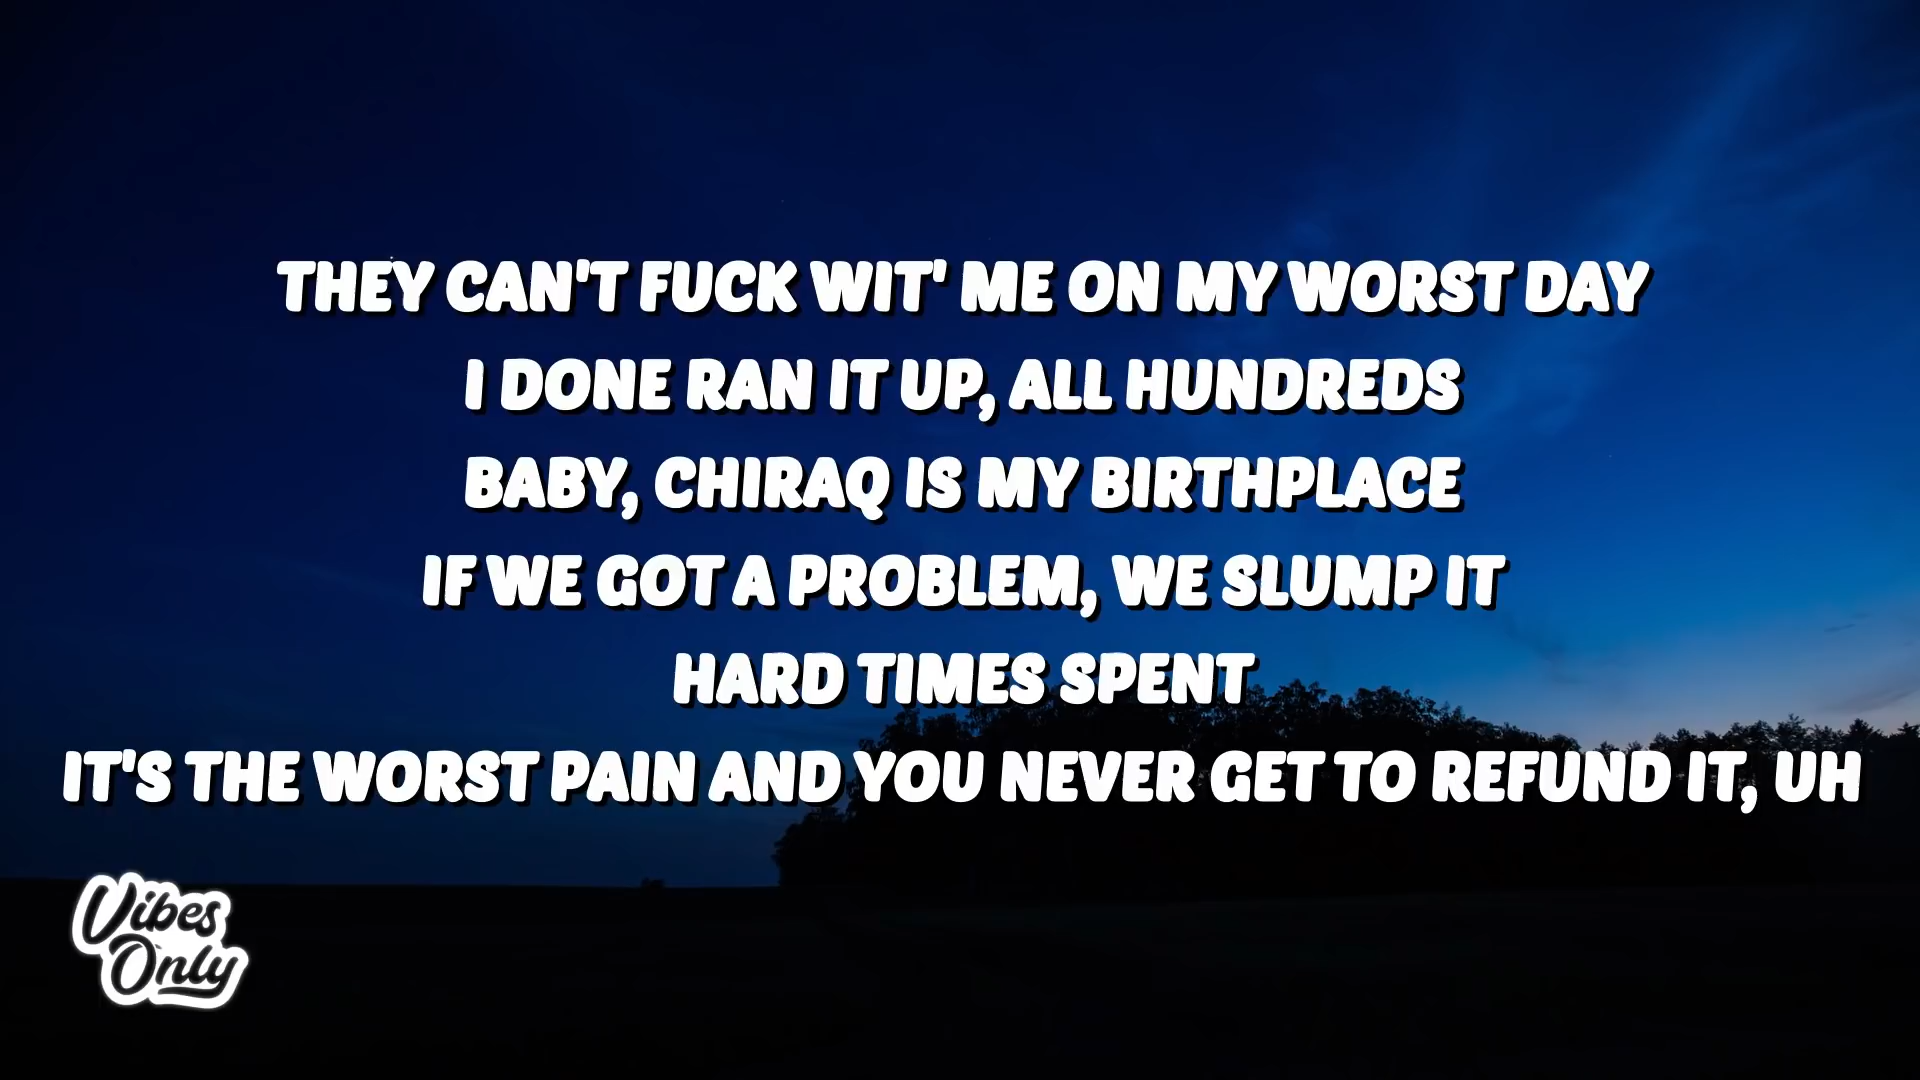 THEY CAN'T FUCK WIT' ME ON MY WORST DAY
I DONE RAN IT UP, ALL HUNDREDS
BABY, CHIRAQ IS MY BIRTHPLACE
IF WE GOT A PROBLEM, WE SLUMP IT
HARD TIMES SPENT
IT'S THE WORST PAIN AND YOU NEVER GET TO REFUND IT, UH
Vibes
Only